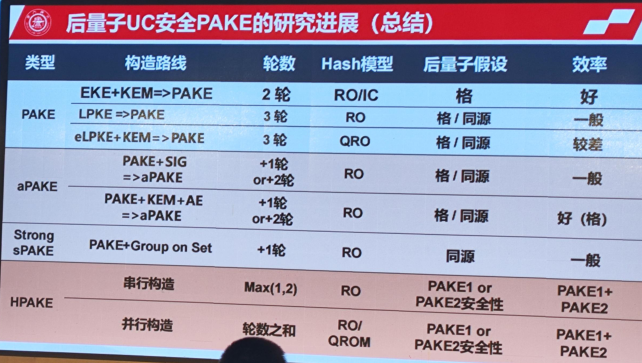 后量子UC安全PAKE的研究进展（总结）
类型 构造路线 轮数 Hash模型 后量子假设 效率
PAKE EKE+KEM=>PAKE 2 轮 RO/IC 格 好
LPKE =>PAKE 3 轮 RO 格 / 同源 一般
eLPKE+KEM=>PAKE 3 轮 QRO 格 / 同源 较差
aPAKE PAKE+SIG
=>aPAKE +1轮
or+2轮 RO 格 / 同源 一般
PAKE+KEM+AE
=>aPAKE +1轮
or+2轮 RO 格 / 同源 好（格）
Strong
sPAKE PAKE+Group on Set +1轮 RO 同源 一般
HPAKE 串行构造 Max(1,2) RO PAKE1 or
PAKE2安全性 PAKE1+
PAKE2
并行构造 轮数之和 RO/
QROM PAKE1 or
PAKE2安全性 PAKE1+
PAKE2